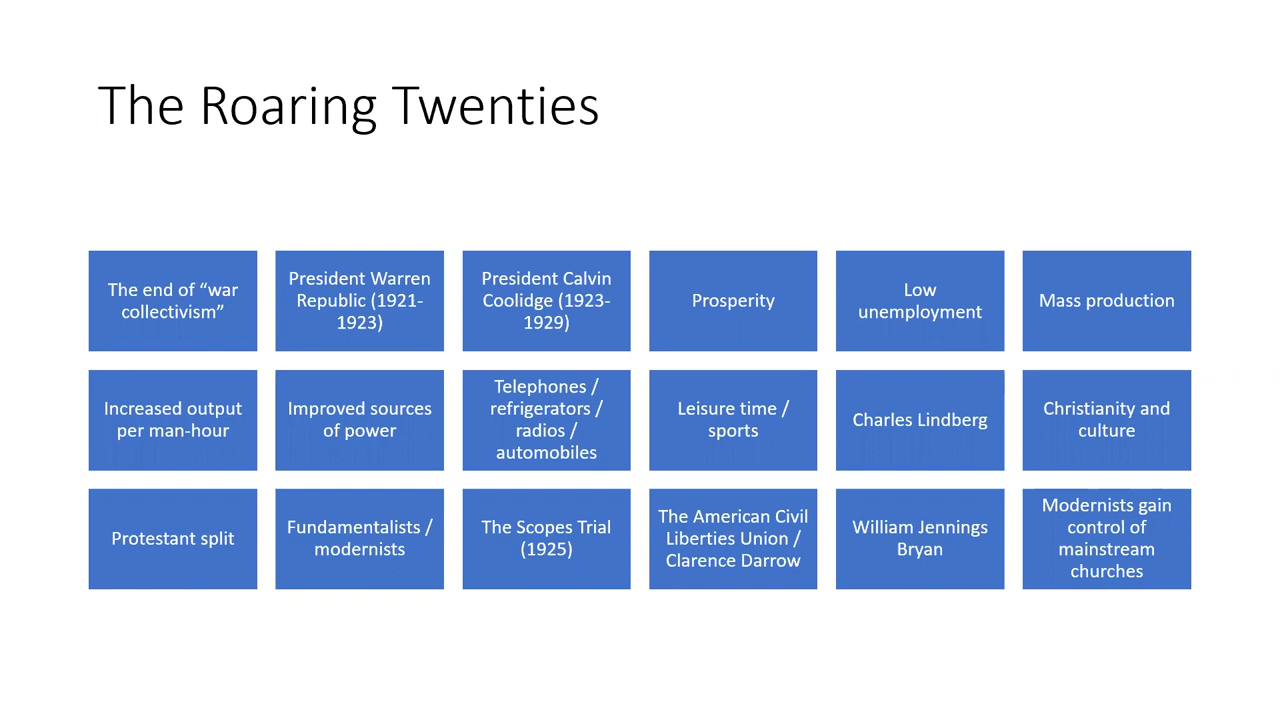 The Roaring Twenties
The end of “war
collectivism”
President Warren
Republic (1921-
1923)
President Calvin
Coolidge (1923-
1929)
Prosperity
Low
unemployment
Mass production
Increased output
per man-hour
Improved sources
of power
Telephones /
refrigerators /
radios /
automobiles
Leisure time /
sports
Charles Lindberg
Christianity and
culture
Protestant split
Fundamentalists /
modernists
The Scopes Trial
(1925)
The American Civil
Liberties Union /
Clarence Darrow
William Jennings
Bryan
Modernists gain
control of
mainstream
churches